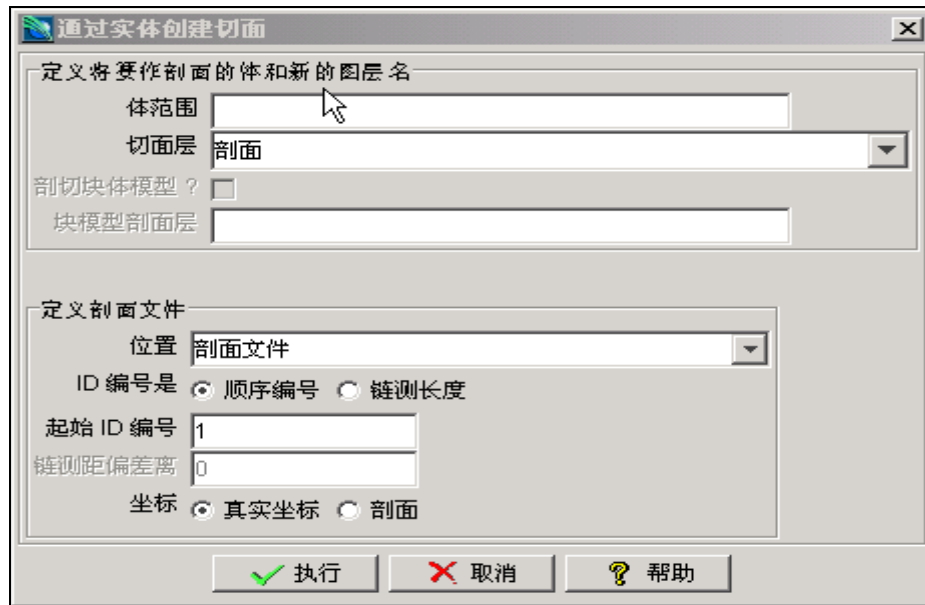 通过实体创建切面
定义将要作剖面的体和新的图层名
体范围
切面层 剖面
剖切块体模型？
块模型剖面层
定义剖面文件
位置 剖面文件
ID 编号是 顺序编号 链测长度
起始 ID 编号 1
链测距偏差离 0
坐标 真实坐标 剖面
执行 取消 帮助